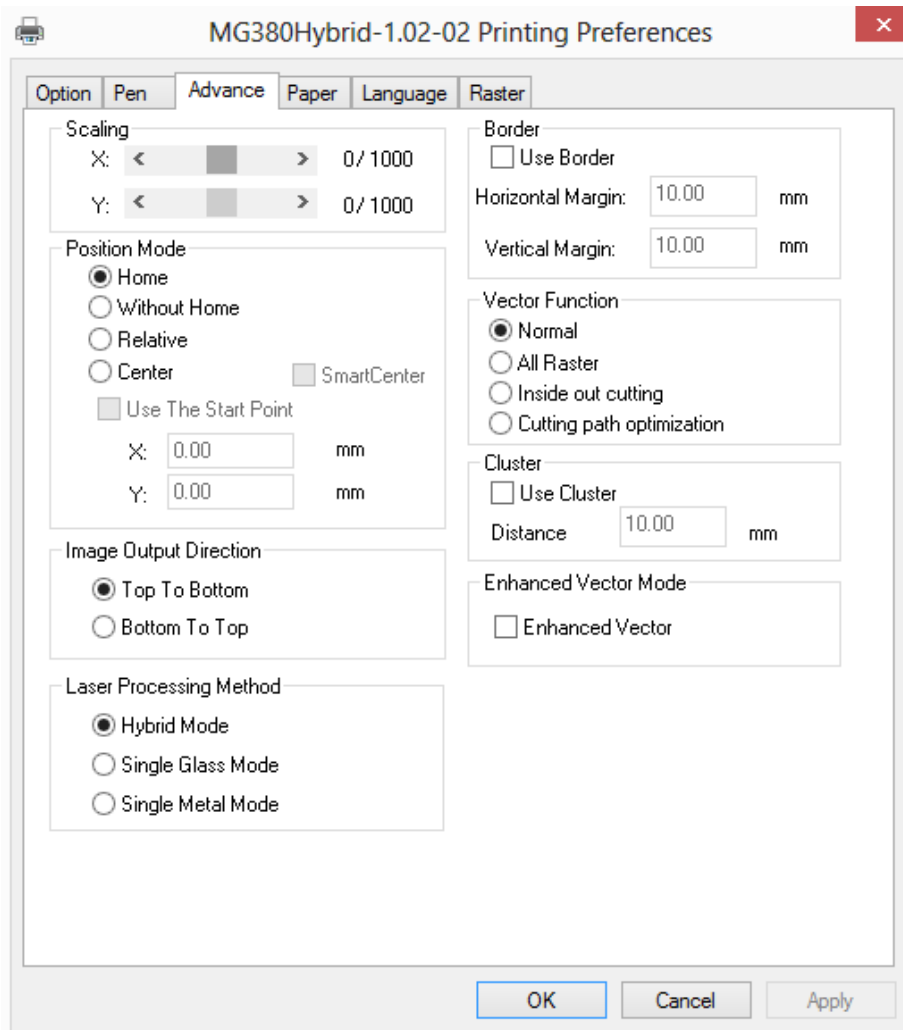 MG380Hybrid-1.02-02 Printing Preferences
Option Pen Advance Paper Language Raster
Scaling
X: 0/ 1000
Y: 0/ 1000
Position Mode
Home
Without Home
Relative
Center SmartCenter
Use The Start Point
X: 0.00 mm
Y: 0.00 mm
Image Output Direction
Top To Bottom
Bottom To Top
Laser Processing Method
Hybrid Mode
Single Glass Mode
Single Metal Mode
Border
Use Border
Horizontal Margin: 10.00 mm
Vertical Margin: 10.00 mm
Vector Function
Normal
All Raster
Inside out cutting
Cutting path optimization
Cluster
Use Cluster
Distance 10.00 mm
Enhanced Vector Mode
Enhanced Vector
OK Cancel Apply